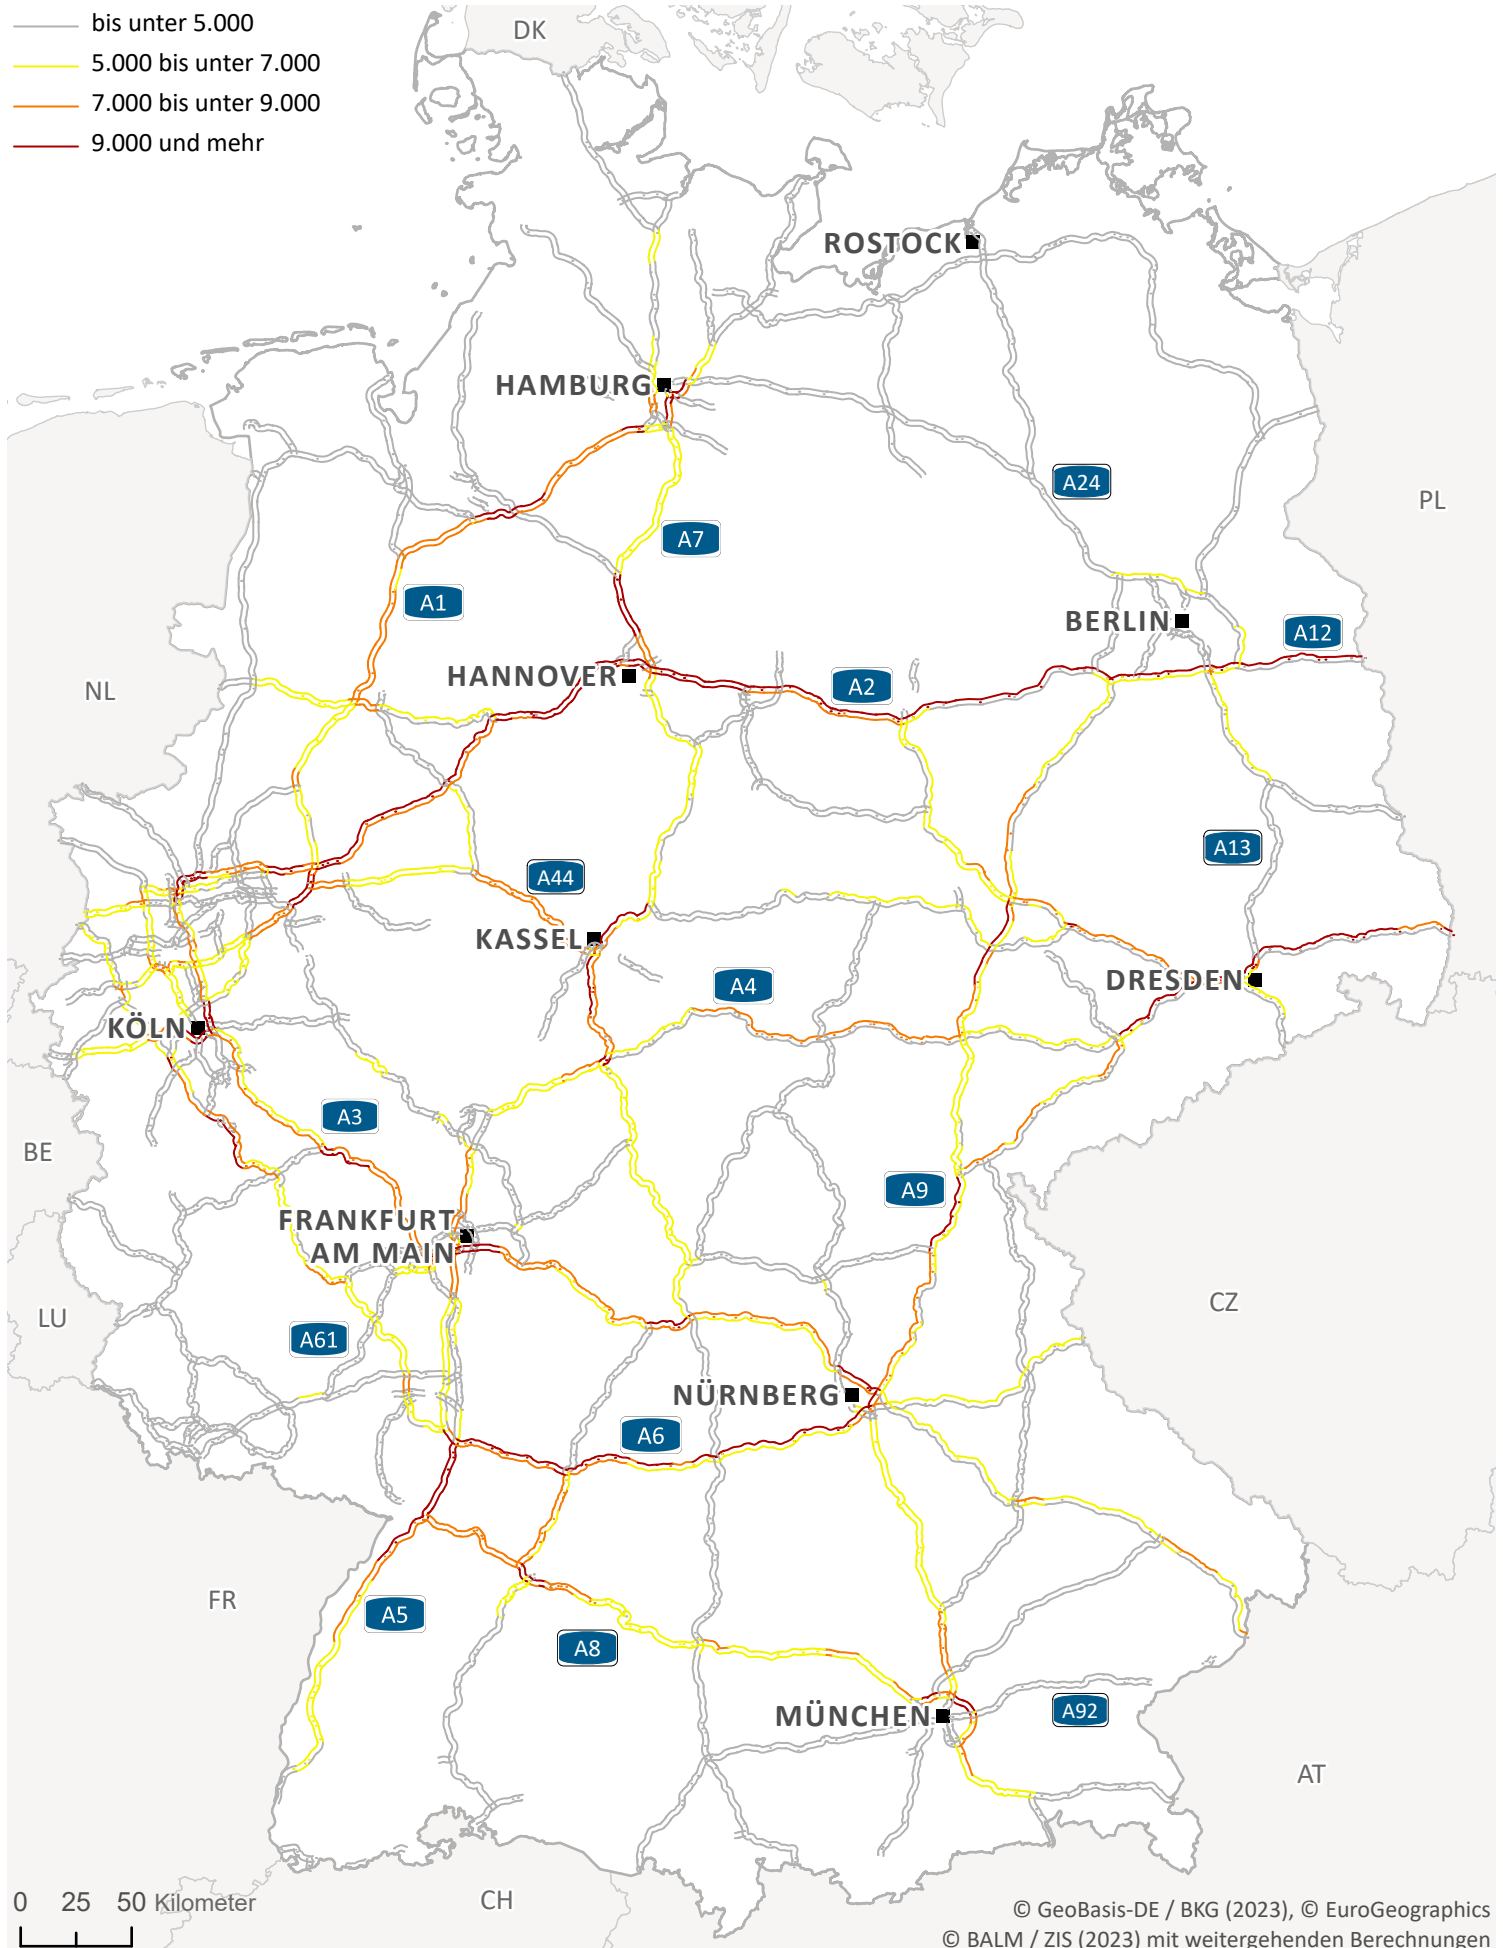 bis unter 5.000
5.000 bis unter 7.000
7.000 bis unter 9.000
9.000 und mehr
DK
ROSTOCK
HAMBURG
A24
PL
A7
A1
BERLIN
A12
HANNOVER
A2
NL
A13
A44
KASSEL
DRESDEN
A4
KÖLN
A3
BE
A9
FRANKFURT
AM MAIN
CZ
LU
A61
NÜRNBERG
A6
FR
A5
A8
A92
MÜNCHEN
AT
0 25 50 Kilometer
CH
© GeoBasis-DE / BKG (2023), © EuroGeographics
© BALM / ZIS (2023) mit weitergehenden Berechnungen